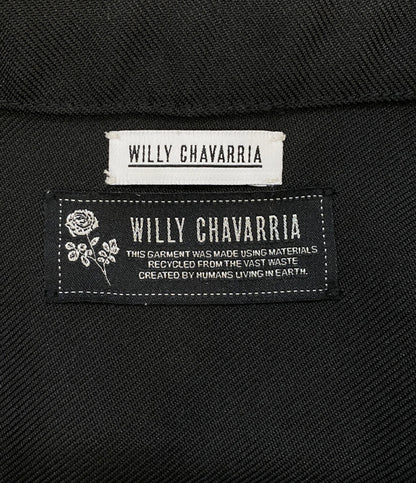 WILLY CHAVARRIA
WILLY CHAVARRIA
THIS GARMENT WAS MADE USING MATERIALS
RECYCLED FROM THE VAST WASTE
CREATED BY HUMANS LIVING IN EARTH.